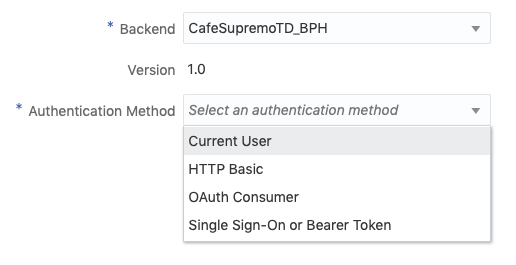 * Backend CafeSupremoTD_BPH
Version 1.0
* Authentication Method Select an authentication method
Current User
HTTP Basic
OAuth Consumer
Single Sign-On or Bearer Token